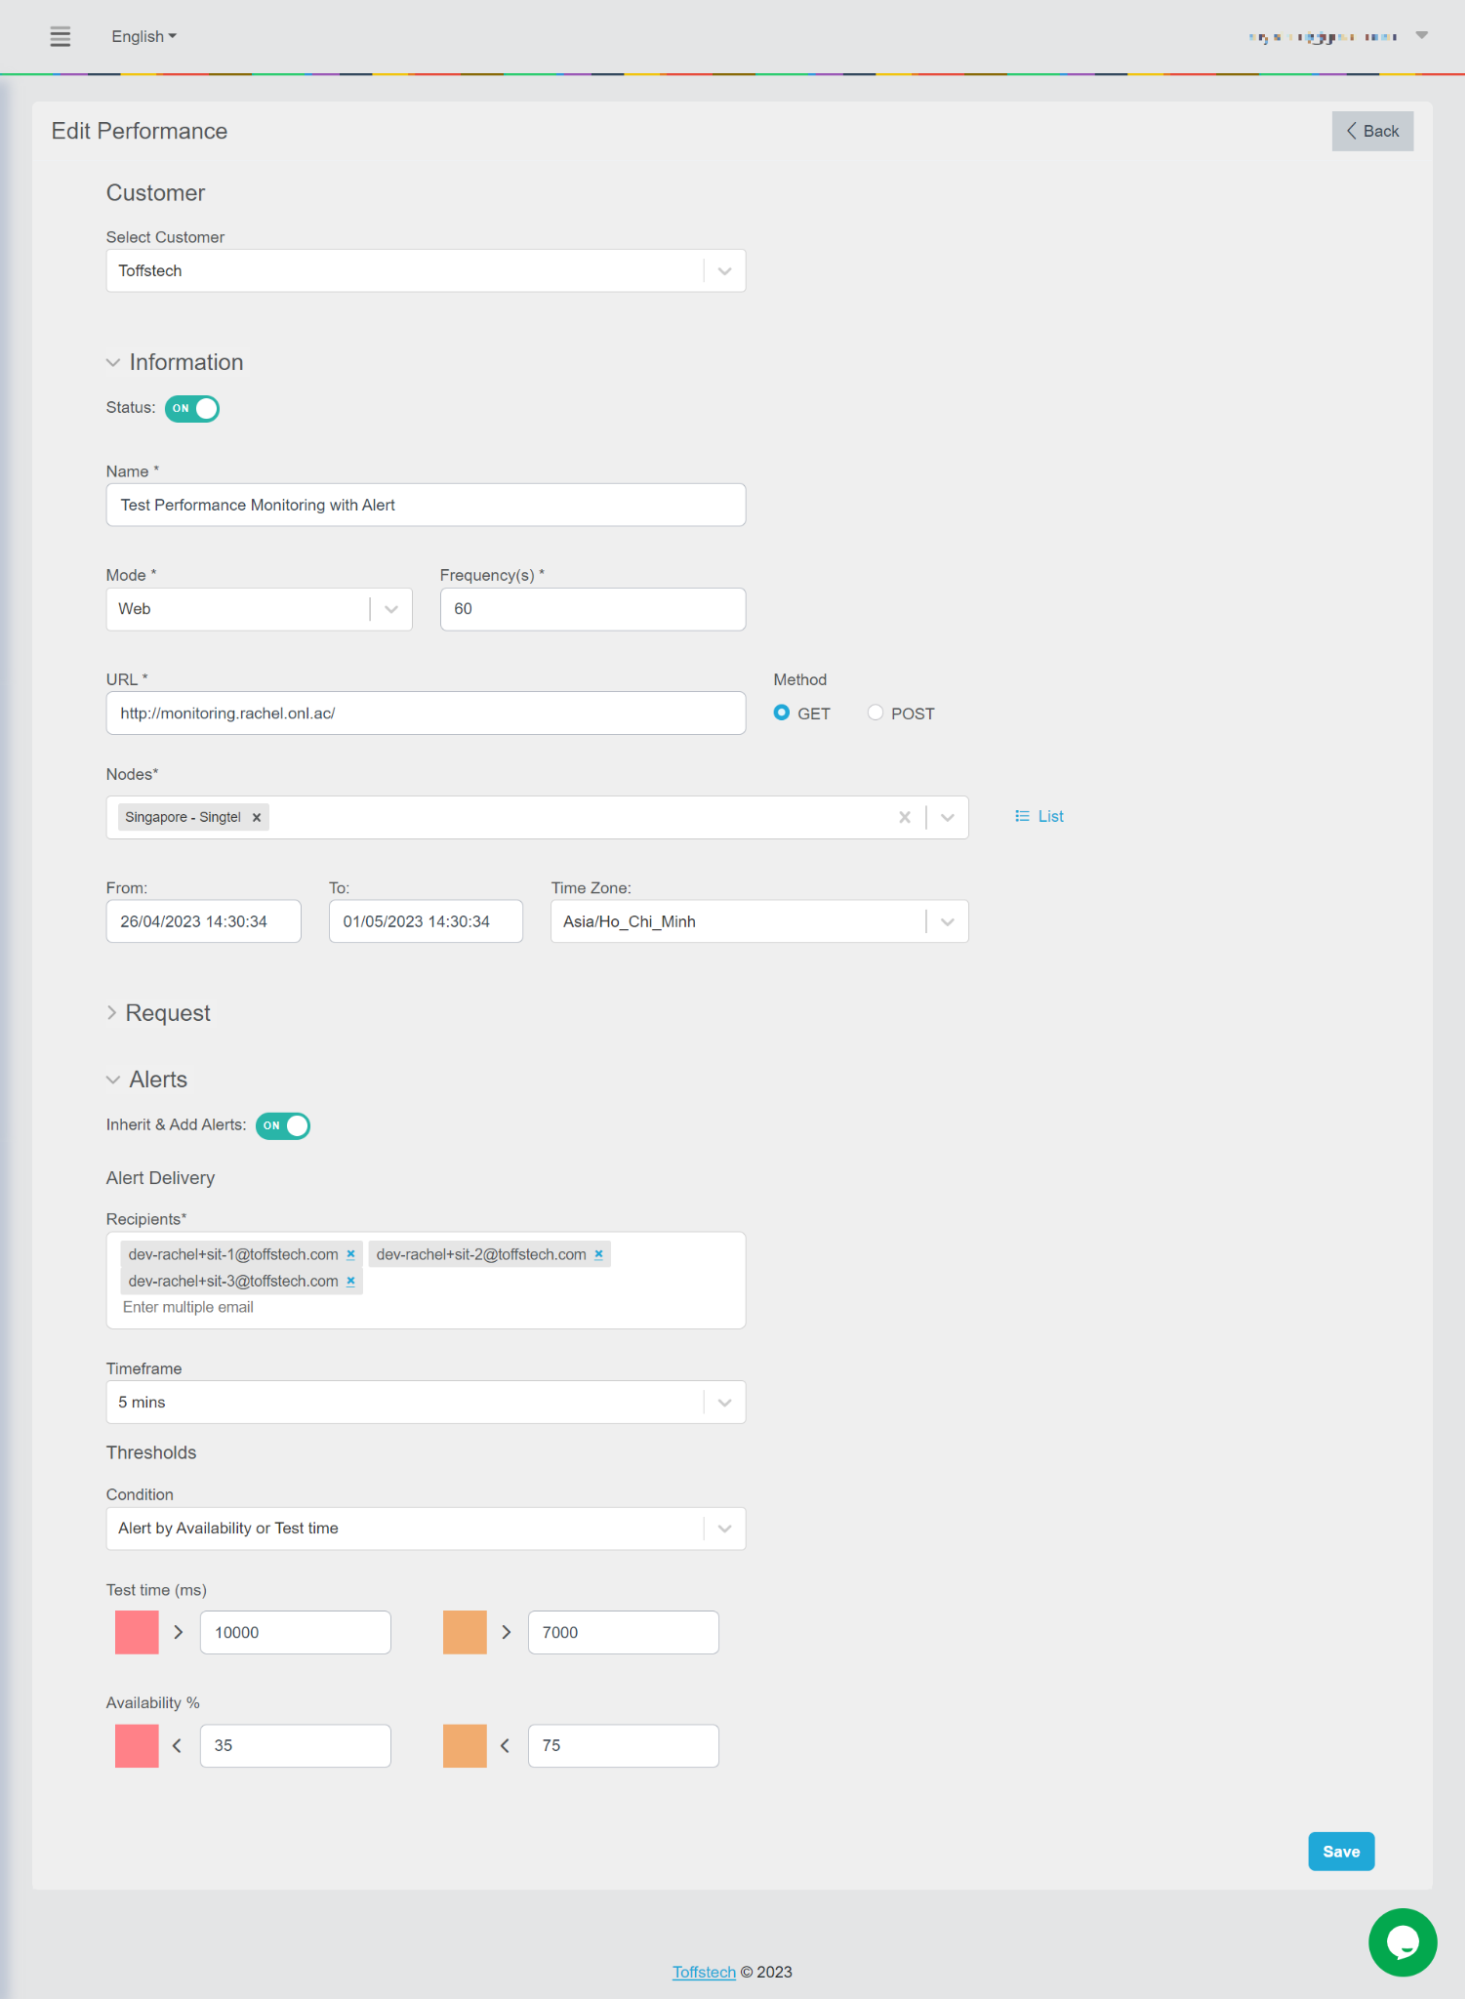 English
Edit Performance
Back
Customer
Select Customer
Toffstech
Information
Status: ON
Name *
Test Performance Monitoring with Alert
Mode * Frequency(s) *
Web 60
URL * Method
http://monitoring.rachel.onl.ac/ GET POST
Nodes*
Singapore - Singtel × List
From: To: Time Zone:
26/04/2023 14:30:34 01/05/2023 14:30:34 Asia/Ho_Chi_Minh
Request
Alerts
Inherit & Add Alerts: ON
Alert Delivery
Recipients*
dev-rachel+sit-1@toffstech.com × dev-rachel+sit-2@toffstech.com ×
dev-rachel+sit-3@toffstech.com ×
Enter multiple email
Timeframe
5 mins
Thresholds
Condition
Alert by Availability or Test time
Test time (ms)
> 10000 > 7000
Availability %
< 35 < 75
Save
Toffstech © 2023